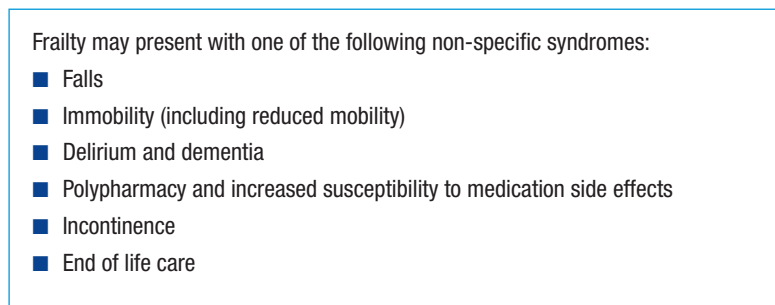 Frailty may present with one of the following non-specific syndromes:
■ Falls
■ Immobility (including reduced mobility)
■ Delirium and dementia
■ Polypharmacy and increased susceptibility to medication side effects
■ Incontinence
■ End of life care